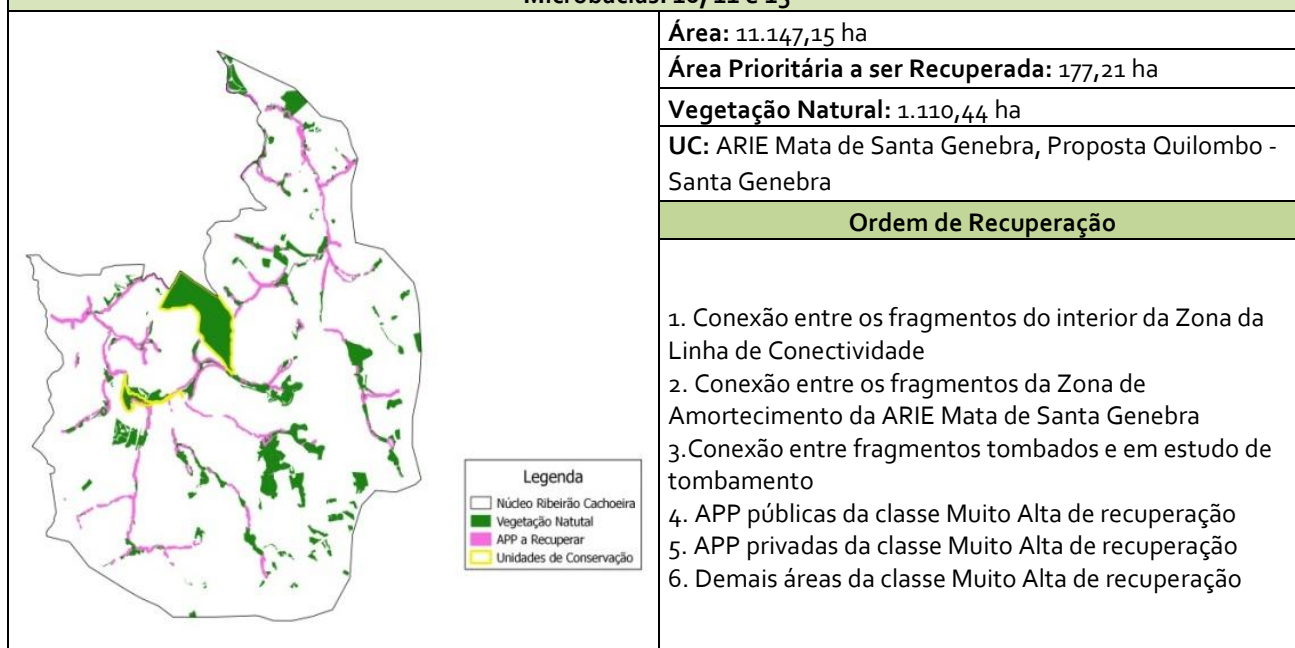 Área: 11.147,15 ha
Área Prioritária a ser Recuperada: 177,21 ha
Vegetação Natural: 1.110,44 ha
UC: ARIE Mata de Santa Genebra, Proposta Quilombo -
Santa Genebra
Ordem de Recuperação
1. Conexão entre os fragmentos do interior da Zona da
Linha de Conectividade
2. Conexão entre os fragmentos da Zona de
Amortecimento da ARIE Mata de Santa Genebra
3.Conexão entre fragmentos tombados e em estudo de
tombamento
4. APP públicas da classe Muito Alta de recuperação
5. APP privadas da classe Muito Alta de recuperação
6. Demais áreas da classe Muito Alta de recuperação
Legenda
Núcleo Ribeirão Cachoeira
Vegetação Natutal
APP a Recuperar
Unidades de Conservação